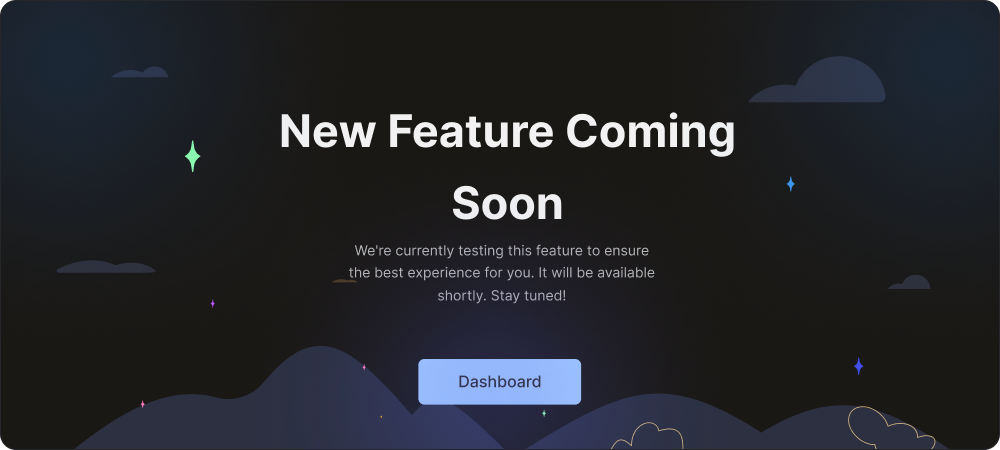 New Feature Coming
Soon
We're currently testing this feature to ensure
the best experience for you. It will be available
shortly. Stay tuned!
Dashboard